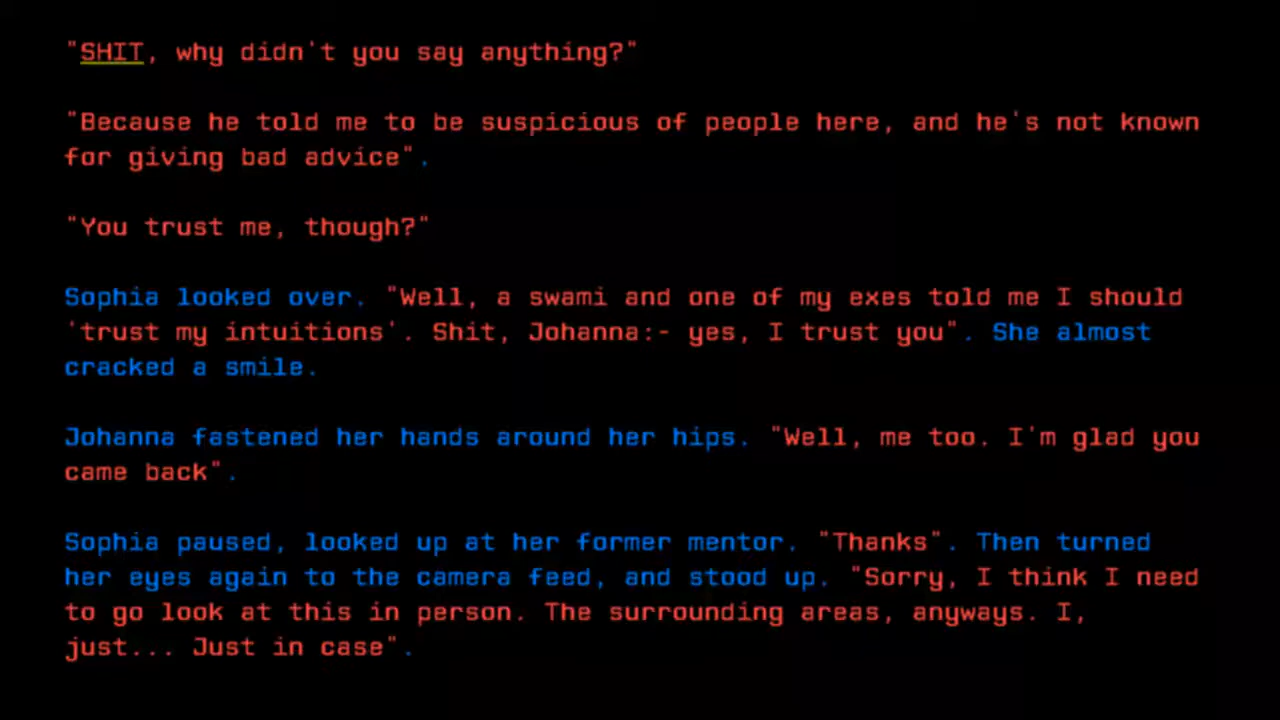 "SHIT, why didn't you say anything?"
"Because he told me to be suspicious of people here, and he's not known
for giving bad advice".
"You trust me, though?"
Sophia looked over. "Well, a swami and one of my exes told me I should
'trust my intuitions'. Shit, Johanna:- yes, I trust you". She almost
cracked a smile.
Johanna fastened her hands around her hips. "Well, me too. I'm glad you
came back".
Sophia paused, looked up at her former mentor. "Thanks". Then turned
her eyes again to the camera feed, and stood up. "Sorry, I think I need
to go look at this in person. The surrounding areas, anyways. I,
just... Just in case".